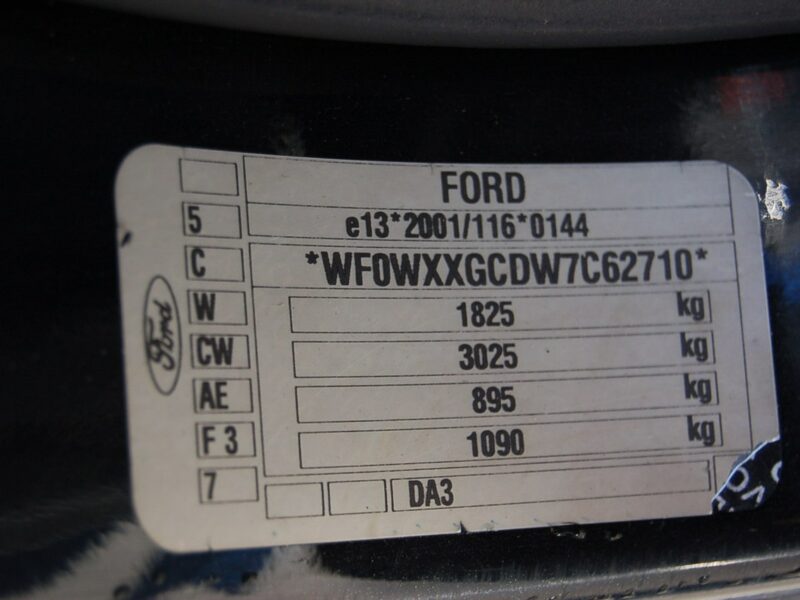 FORD
5 e13*2001/116*0144
C *WF0WXXGCDW7C62710*
W 1825 kg
CW 3025 kg
AE 895 kg
F 3 1090 kg
7 DA3
Ford